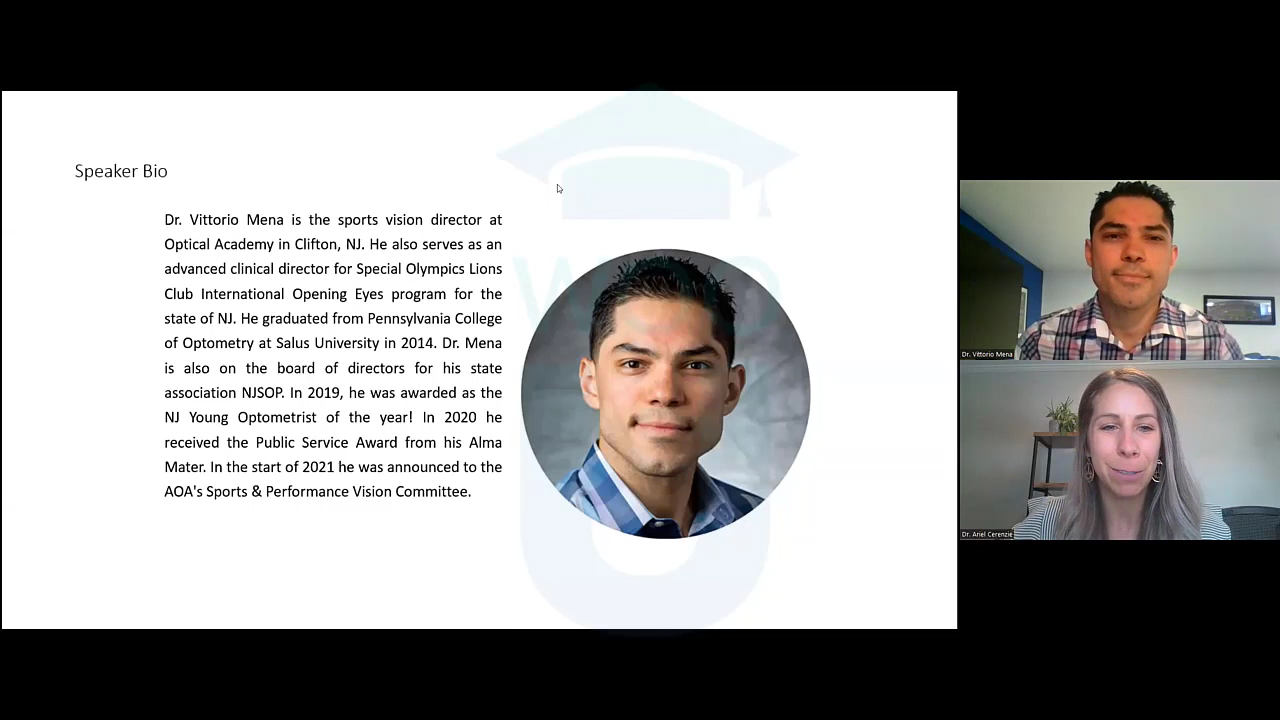 Speaker Bio
Dr. Vittorio Mena is the sports vision director at
Optical Academy in Clifton, NJ. He also serves as an
advanced clinical director for Special Olympics Lions
Club International Opening Eyes program for the
state of NJ. He graduated from Pennsylvania College
of Optometry at Salus University in 2014. Dr. Mena
is also on the board of directors for his state
association NJSOP. In 2019, he was awarded as the
NJ Young Optometrist of the year! In 2020 he
received the Public Service Award from his Alma
Mater. In the start of 2021 he was announced to the
AOA's Sports & Performance Vision Committee.
Dr. Vittorio Mena
Dr. Ariel Cerenzie